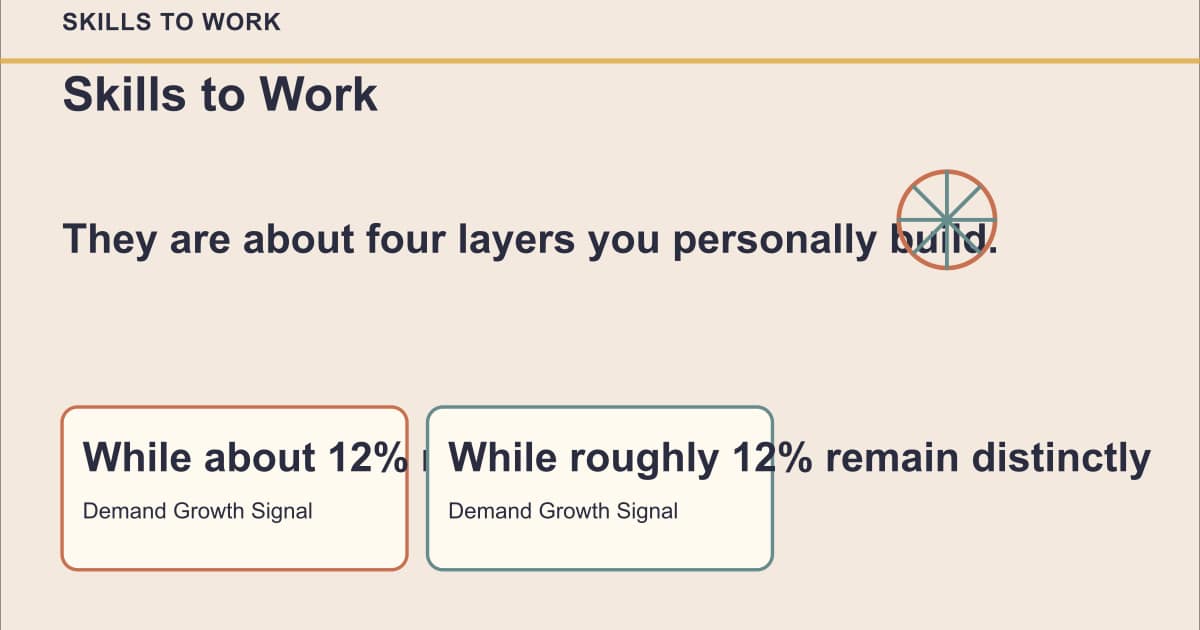 SKILLS TO WORK
Skills to Work
They are about four layers you personally build.
While about 12%
Demand Growth Signal
While roughly 12% remain distinctly
Demand Growth Signal